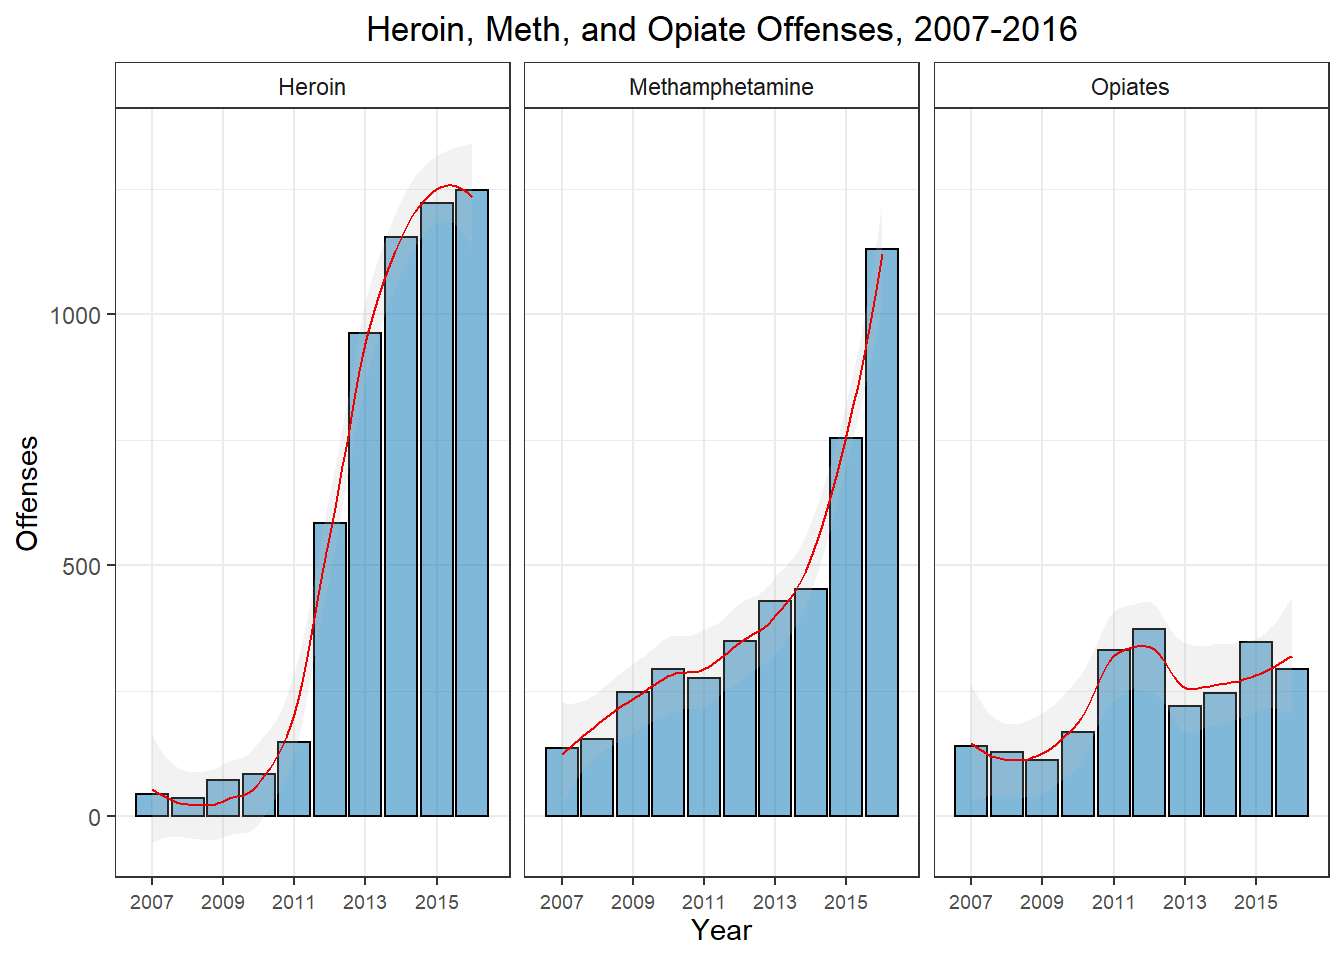 Heroin, Meth, and Opiate Offenses, 2007-2016
Heroin Methamphetamine Opiates
Offenses
1000
500
0
2007 2009 2011 2013 2015 2007 2009 2011 2013 2015 2007 2009 2011 2013 2015
Year